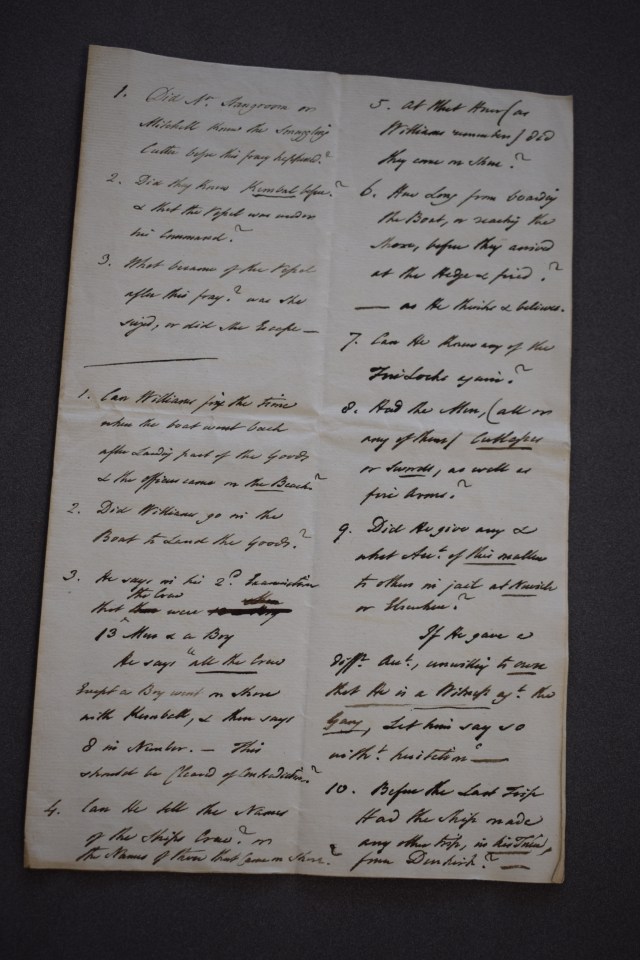 1. Did Mr. Mangroove or
Mitchell know the Smuggling
Cutter before this fray happened.?
2. Did they know Kemball before.?
& that the Vessel was under
his Command.?
3. What became of the Vessel
after this fray.? was she
siezd, or did she Escape —
1. Can Williams fix the time
when the boat went back
after Landg part of the Goods
& the officers came on the Beach.?
2. Did Williams go in the
Boat to Land the Goods.?
3. He says in his 2d. Examination
the Crew Men
that were
13 Men & a Boy
He says "all the Crew
Except a Boy went on Shore
with Kemball, & then says
8 in Number. — This
should be Cleared of Contradiction.?
4. Can He tell the Names
of the Ships Crew? or
the Names of those that came on Shore.?
5. At What Hour (as
Williams remembers) did
they come on Shore.?
6. How Long from boarding
the Boat, or reachg the
Shore, before they arrived
at the Hedge & fired.?
— as He thinks & believes.
7. Can He know any of the
Fire Locks again.?
8. Had the Men, (all or
any of them) Cutlasses
or Swords, as well as
fire Arms.?
9. Did He give any &
what Acct. of this matter
to others in jail at
or Elsewhere.?
If He gave a
difft. Acct., unwilling to own
that He is a Witness agt. the
Gang, Let him say so
witht. hesitation —
10. Before the Last Trip
Had the Ship made
any other trip, in his Time,
from Dunkirk? —